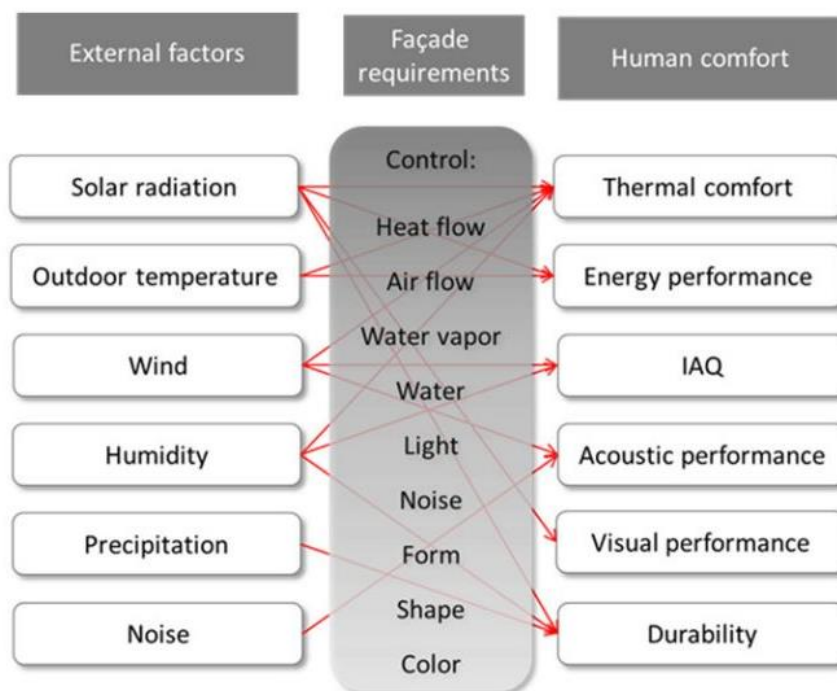 External factors
Façade
requirements
Human comfort
Solar radiation
Outdoor temperature
Wind
Humidity
Precipitation
Noise
Control:
Heat flow
Air flow
Water vapor
Water
Light
Noise
Form
Shape
Color
Thermal comfort
Energy performance
IAQ
Acoustic performance
Visual performance
Durability